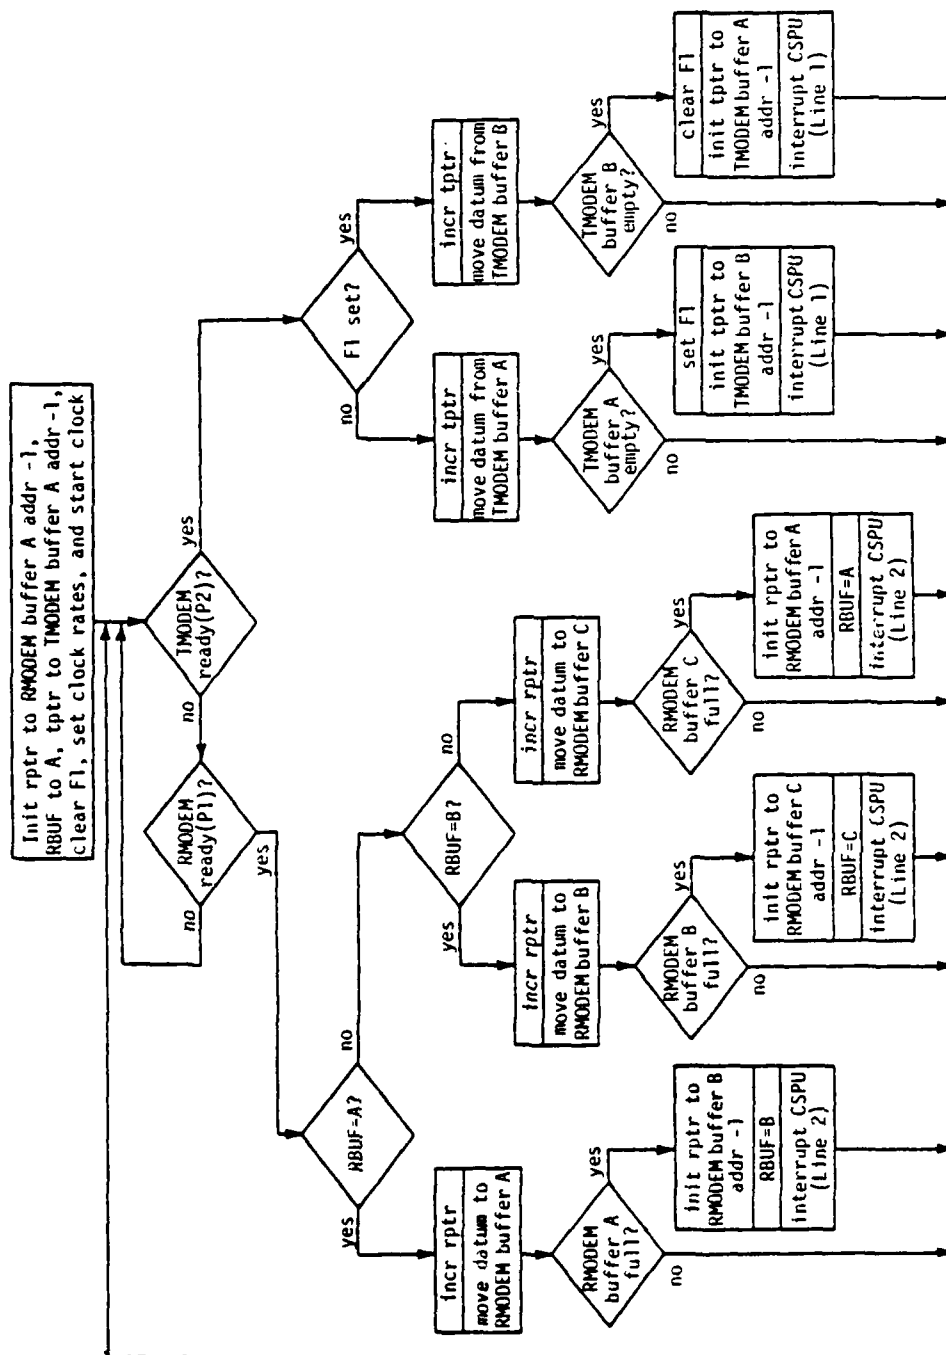 Init rptr to RMODEM buffer A addr -1,
RBUF to A, tptr to TMODEM buffer A addr-1,
clear F1, set clock rates, and start clock
TMODEM
ready(P2)?
yes
no
RMODEM
ready(P1)?
no
yes
F1 set?
no
yes
RBUF=A?
yes
no
RBUF=B?
yes
no
incr rptr
move datum to
RMODEM buffer A
incr rptr
move datum to
RMODEM buffer B
incr rptr
move datum to
RMODEM buffer C
incr tptr
move datum from
TMODEM buffer A
incr tptr
move datum from
TMODEM buffer B
RMODEM
buffer A
full?
yes
no
RMODEM
buffer B
full?
yes
no
RMODEM
buffer C
full?
yes
no
TMODEM
buffer A
empty?
yes
no
TMODEM
buffer B
empty?
yes
no
init rptr to
RMODEM buffer B
addr -1
RBUF=B
interrupt CSPU
(Line 2)
init rptr to
RMODEM buffer C
addr -1
RBUF=C
interrupt CSPU
(Line 2)
init rptr to
RMODEM buffer A
addr -1
RBUF=A
interrupt CSPU
(Line 2)
set F1
init tptr to
TMODEM buffer B
addr -1
interrupt CSPU
(Line 1)
clear F1
init tptr to
TMODEM buffer A
addr -1
interrupt CSPU
(Line 1)